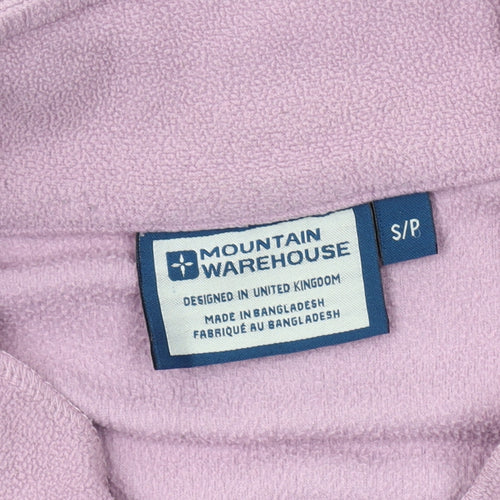 MOUNTAIN
WAREHOUSE
DESIGNED IN UNITED KINGDOM
MADE IN BANGLADESH
FABRIQUÉ AU BANGLADESH
S/P